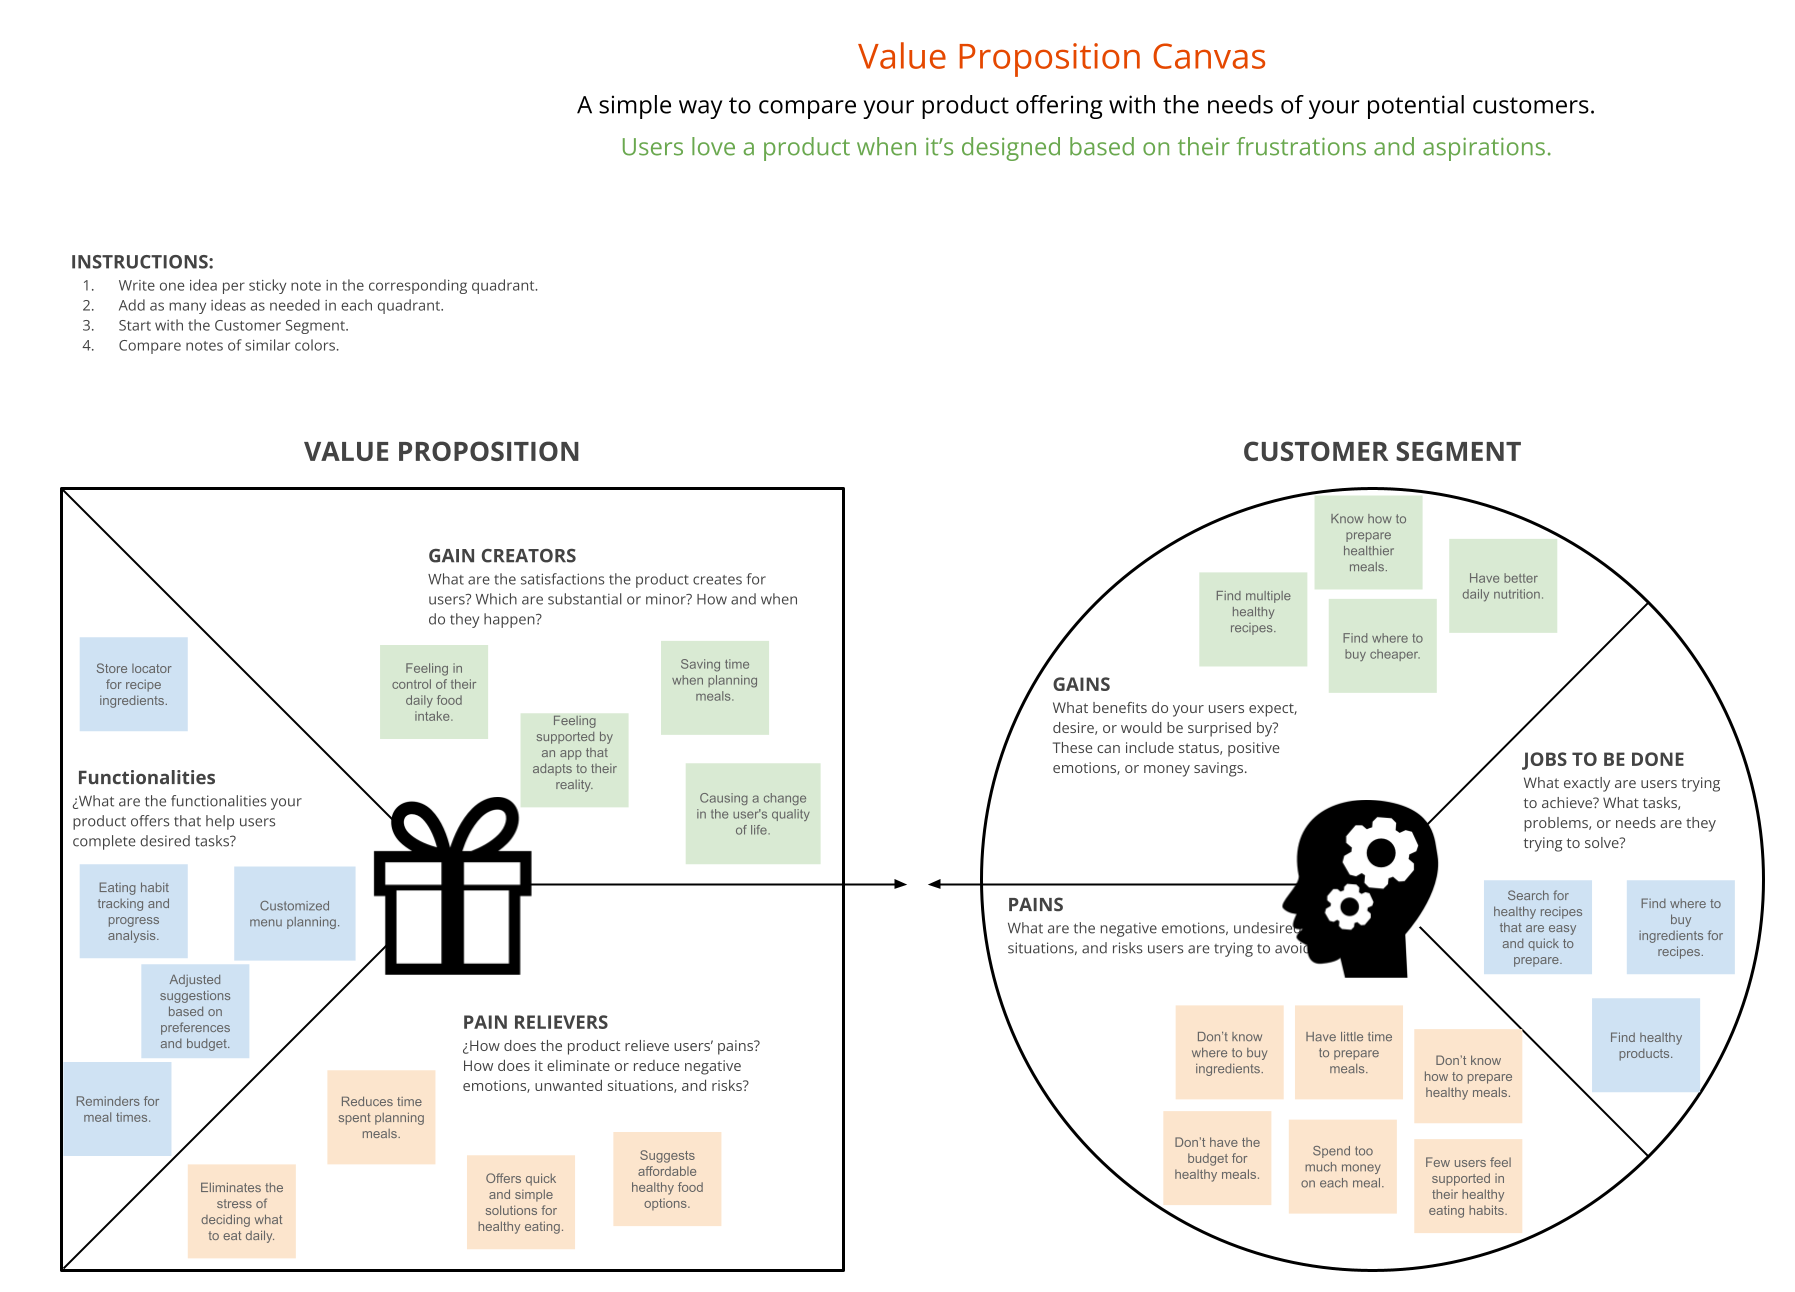 Value Proposition Canvas
A simple way to compare your product offering with the needs of your potential customers.
Users love a product when it’s designed based on their frustrations and aspirations.
INSTRUCTIONS:
1. Write one idea per sticky note in the corresponding quadrant.
2. Add as many ideas as needed in each quadrant.
3. Start with the Customer Segment.
4. Compare notes of similar colors.
VALUE PROPOSITION
GAIN CREATORS
What are the satisfactions the product creates for
users? Which are substantial or minor? How and when
do they happen?
Feeling in
control of their
daily food
intake.
Feeling
supported by
an app that
adapts to their
reality.
Saving time
when planning
meals.
Causing a change
in the user's quality
of life.
Store locator
for recipe
ingredients.
Functionalities
¿What are the functionalities your
product offers that help users
complete desired tasks?
Eating habit
tracking and
progress
analysis.
Customized
menu planning.
Adjusted
suggestions
based on
preferences
and budget.
Reminders for
meal times.
PAIN RELIEVERS
¿How does the product relieve users’ pains?
How does it eliminate or reduce negative
emotions, unwanted situations, and risks?
Reduces time
spent planning
meals.
Eliminates the
stress of
deciding what
to eat daily.
Offers quick
and simple
solutions for
healthy eating.
Suggests
affordable
healthy food
options.
CUSTOMER SEGMENT
Know how to
prepare
healthier
meals.
Have better
daily nutrition.
Find multiple
healthy
recipes.
Find where to
buy cheaper.
GAINS
What benefits do your users expect,
desire, or would be surprised by?
These can include status, positive
emotions, or money savings.
JOBS TO BE DONE
What exactly are users trying
to achieve? What tasks,
problems, or needs are they
trying to solve?
Search for
healthy recipes
that are easy
and quick to
prepare.
Find where to
buy
ingredients for
recipes.
Find healthy
products.
PAINS
What are the negative emotions,
situations, and risks users are trying to
Don’t know
where to buy
ingredients.
Have little time
to prepare
meals.
Don’t know
how to prepare
healthy meals.
Don’t have the
budget for
healthy meals.
Spend too
much money
on each meal.
Few users feel
supported in
their healthy
eating habits.